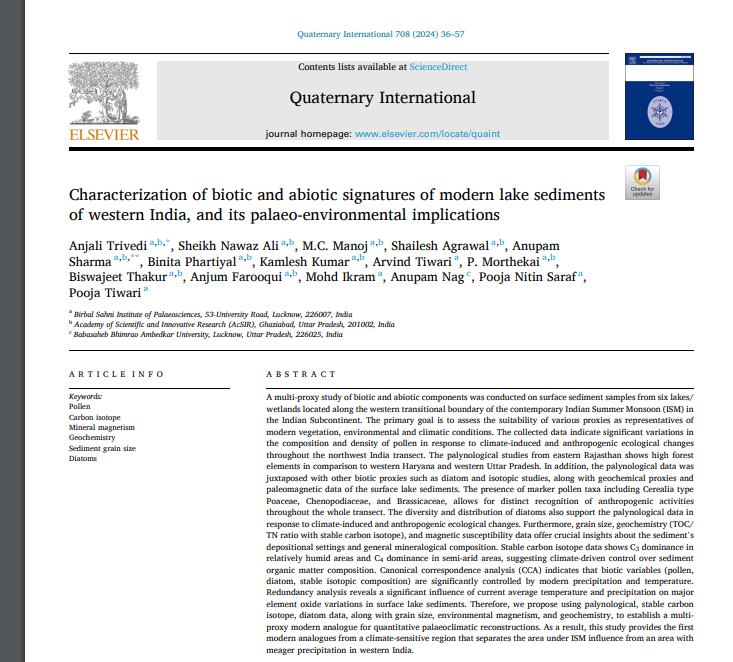 Quaternary International 708 (2024) 36–57
Contents lists available at ScienceDirect
Quaternary International
journal homepage: www.elsevier.com/locate/quaint
ELSEVIER
Check for
updates
Characterization of biotic and abiotic signatures of modern lake sediments
of western India, and its palaeo-environmental implications
Anjali Trivedi a,b,*, Sheikh Nawaz Ali a,b, M.C. Manoj a,b, Shailesh Agrawal a,b, Anupam
Sharma a,b,**, Binita Phartiyal a,b, Kamlesh Kumar a,b, Arvind Tiwari a, P. Morthekai a,b,
Biswajeet Thakur a,b, Anjum Farooqui a,b, Mohd Ikram a, Anupam Nag c, Pooja Nitin Saraf a,
Pooja Tiwari a
a Birbal Sahni Institute of Palaeosciences, 53-University Road, Lucknow, 226007, India
b Academy of Scientific and Innovative Research (AcSIR), Ghaziabad, Uttar Pradesh, 201002, India
c Babasaheb Bhimrao Ambedkar University, Lucknow, Uttar Pradesh, 226025, India
ARTICLE INFO
Keywords:
Pollen
Carbon isotope
Mineral magnetism
Geochemistry
Sediment grain size
Diatoms
ABSTRACT
A multi-proxy study of biotic and abiotic components was conducted on surface sediment samples from six lakes/
wetlands located along the western transitional boundary of the contemporary Indian Summer Monsoon (ISM) in
the Indian Subcontinent. The primary goal is to assess the suitability of various proxies as representatives of
modern vegetation, environmental and climatic conditions. The collected data indicate significant variations in
the composition and density of pollen in response to climate-induced and anthropogenic ecological changes
throughout the northwest India transect. The palynological studies from eastern Rajasthan shows high forest
elements in comparison to western Haryana and western Uttar Pradesh. In addition, the palynological data was
juxtaposed with other biotic proxies such as diatom and isotopic studies, along with geochemical proxies and
paleomagnetic data of the surface lake sediments. The presence of marker pollen taxa including Cerealia type
Poaceae, Chenopodiaceae, and Brassicaceae, allows for distinct recognition of anthropogenic activities
throughout the whole transect. The diversity and distribution of diatoms also support the palynological data in
response to climate-induced and anthropogenic ecological changes. Furthermore, grain size, geochemistry (TOC/
TN ratio with stable carbon isotope), and magnetic susceptibility data offer crucial insights about the sediment's
depositional settings and general mineralogical composition. Stable carbon isotope data shows C3 dominance in
relatively humid areas and C4 dominance in semi-arid areas, suggesting climate-driven control over sediment
organic matter composition. Canonical correspondence analysis (CCA) indicates that biotic variables (pollen,
diatom, stable isotopic composition) are significantly controlled by modern precipitation and temperature.
Redundancy analysis reveals a significant influence of current average temperature and precipitation on major
element oxide variations in surface lake sediments. Therefore, we propose using palynological, stable carbon
isotope, diatom data, along with grain size, environmental magnetism, and geochemistry, to establish a multi-
proxy modern analogue for quantitative palaeoclimatic reconstructions. As a result, this study provides the first
modern analogues from a climate-sensitive region that separates the area under ISM influence from an area with
meager precipitation in western India.